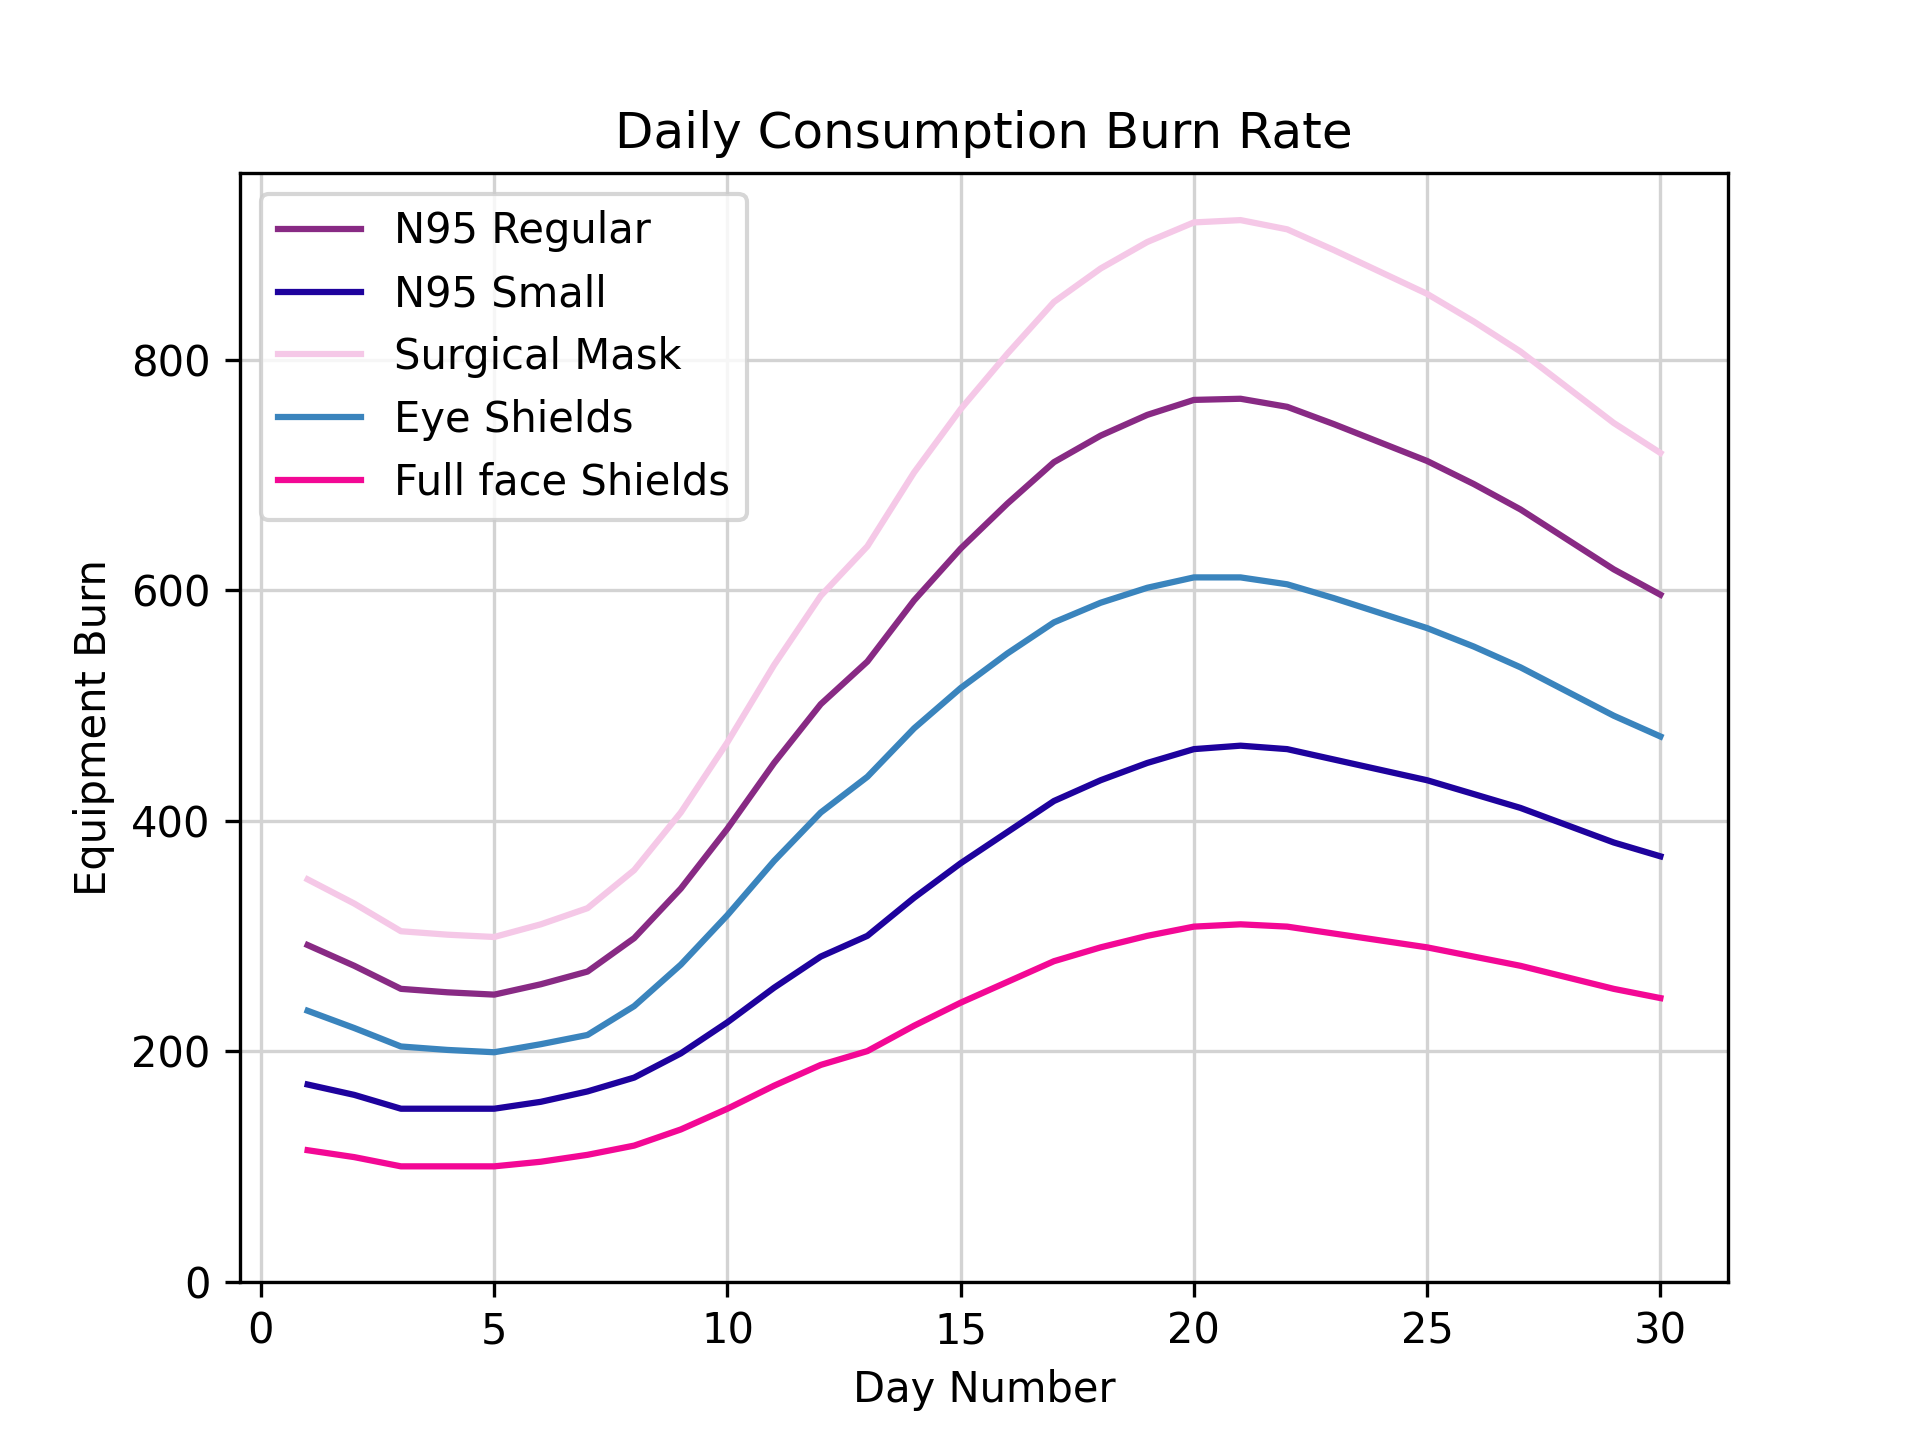 Daily Consumption Burn Rate
N95 Regular
N95 Small
Surgical Mask
Eye Shields
Full face Shields
Equipment Burn
800
600
400
200
0
0 5 10 15 20 25 30
Day Number